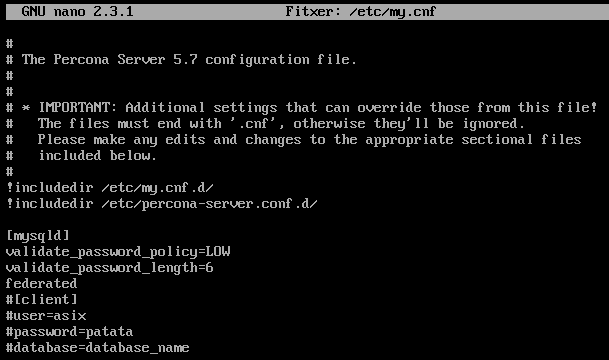 GNU nano 2.3.1 Fitxer: /etc/my.cnf
#
# The Percona Server 5.7 configuration file.
#
#
# * IMPORTANT: Additional settings that can override those from this file!
#   The files must end with '.cnf', otherwise they'll be ignored.
#   Please make any edits and changes to the appropriate sectional files
#   included below.
#
!includedir /etc/my.cnf.d/
!includedir /etc/percona-server.conf.d/
[mysqld]
validate_password_policy=LOW
validate_password_length=6
federated
#[client]
#user=asix
#password=patata
#database=database_name